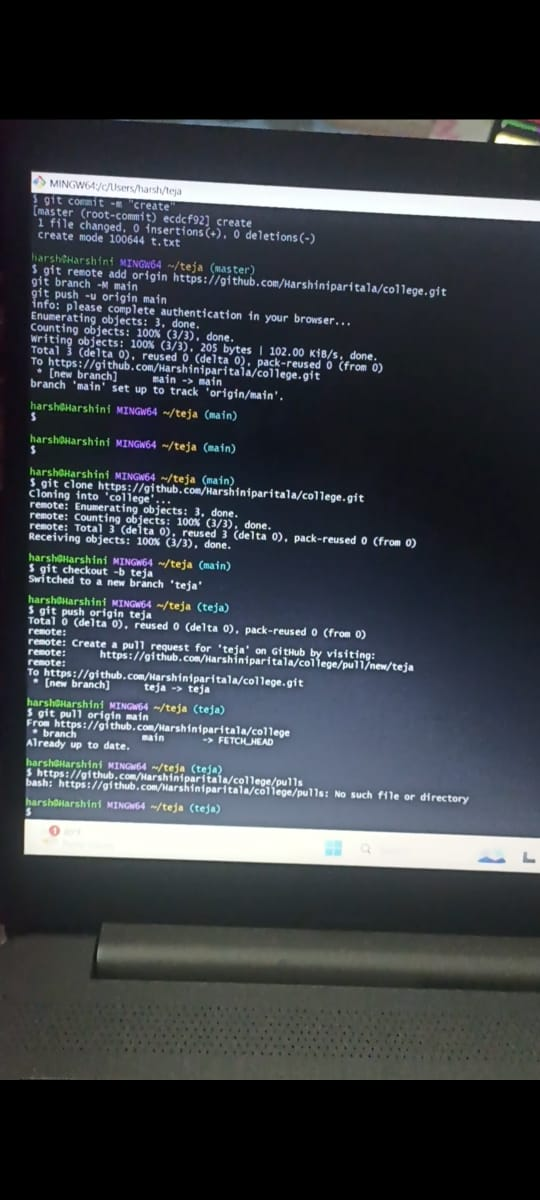 MINGW64:/c/Users/harsh/teja
$ git commit -m "create"
[master (root-commit) ecdcf92] create
1 file changed, 0 insertions(+), 0 deletions(-)
create mode 100644 t.txt
harsh@Harshini MINGW64 ~/teja (master)
$ git remote add origin https://github.com/Harshiniparitala/college.git
git branch -M main
git push -u origin main
info: please complete authentication in your browser...
Enumerating objects: 3, done.
Counting objects: 100% (3/3), done.
Writing objects: 100% (3/3), 205 bytes | 102.00 KiB/s, done.
Total 3 (delta 0), reused 0 (delta 0), pack-reused 0 (from 0)
To https://github.com/Harshiniparitala/college.git
* [new branch] main -> main
branch 'main' set up to track 'origin/main'.
harsh@Harshini MINGW64 ~/teja (main)
$
harsh@Harshini MINGW64 ~/teja (main)
$
harsh@Harshini MINGW64 ~/teja (main)
$ git clone https://github.com/Harshiniparitala/college.git
Cloning into 'college'...
remote: Enumerating objects: 3, done.
remote: Counting objects: 100% (3/3), done.
remote: Total 3 (delta 0), reused 3 (delta 0), pack-reused 0 (from 0)
Receiving objects: 100% (3/3), done.
harsh@Harshini MINGW64 ~/teja (main)
$ git checkout -b teja
Switched to a new branch 'teja'
harsh@Harshini MINGW64 ~/teja (teja)
$ git push origin teja
Total 0 (delta 0), reused 0 (delta 0), pack-reused 0 (from 0)
remote:
remote: Create a pull request for 'teja' on GitHub by visiting:
remote: https://github.com/Harshiniparitala/college/pull/new/teja
remote:
To https://github.com/Harshiniparitala/college.git
* [new branch] teja -> teja
harsh@Harshini MINGW64 ~/teja (teja)
$ git pull origin main
From https://github.com/Harshiniparitala/college
* branch main -> FETCH_HEAD
Already up to date.
harsh@Harshini MINGW64 ~/teja (teja)
$ https://github.com/Harshiniparitala/college/pulls
bash: https://github.com/Harshiniparitala/college/pulls: No such file or directory
harsh@Harshini MINGW64 ~/teja (teja)
$
1